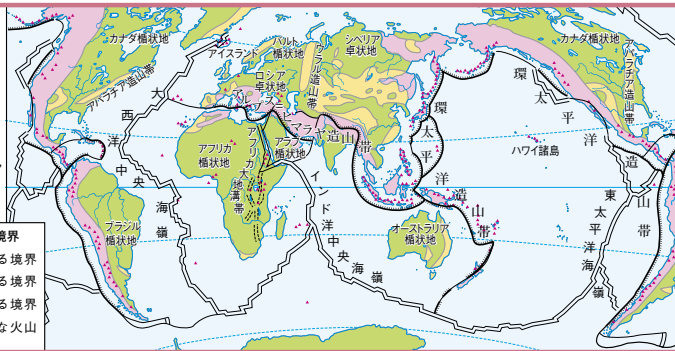 カナダ楯状地
アイスランド
バルト楯状地
ウラル造山帯
シベリア卓状地
カナダ楯状地
アパラチア造山帯
アパラチア造山帯
ロシア卓状地
アルプス=ヒマラヤ造山帯
大西洋中央海嶺
アフリカ楯状地
アフリカ大地溝帯
アラブ楯状地
環太平洋造山帯
環太平洋造山帯
ハワイ諸島
インド洋中央海嶺
東太平洋海嶺
ブラジル楯状地
オーストラリア楯状地
境界
る境界
る境界
る境界
な火山